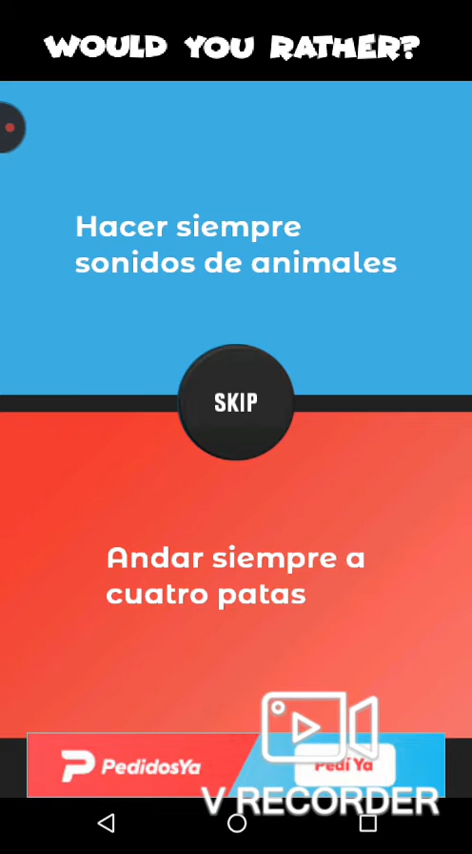 WOULD YOU RATHER?
Hacer siempre
sonidos de animales
SKIP
Andar siempre a
cuatro patas
PedidosYa
Pedí Ya
V RECORDER